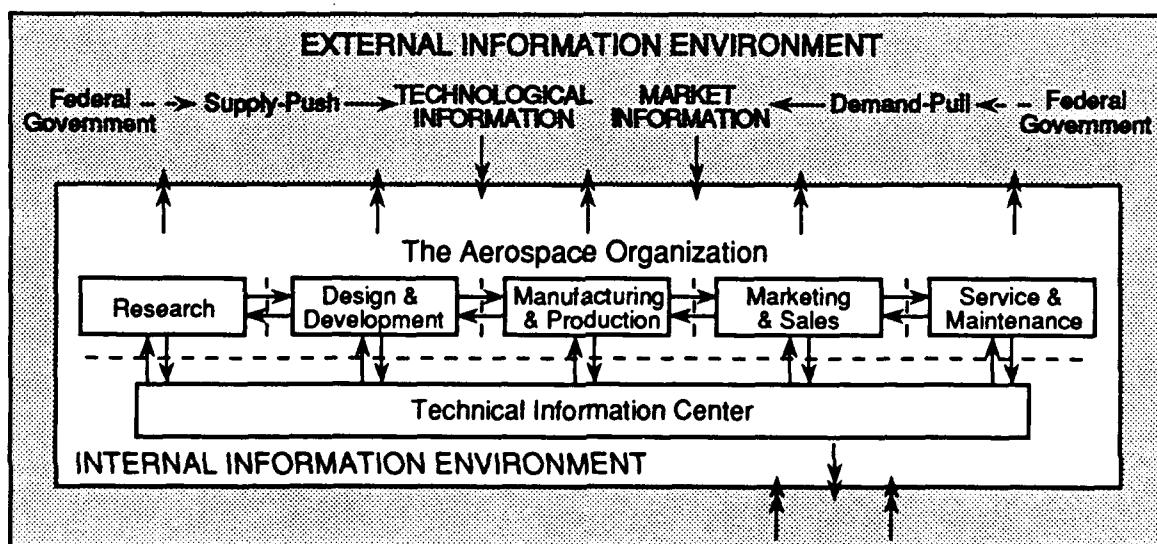 EXTERNAL INFORMATION ENVIRONMENT
Federal
Government
Supply-Push
TECHNOLOGICAL
INFORMATION
MARKET
INFORMATION
Demand-Pull
Federal
Government
The Aerospace Organization
Research
Design &
Development
Manufacturing
& Production
Marketing
& Sales
Service &
Maintenance
Technical Information Center
INTERNAL INFORMATION ENVIRONMENT